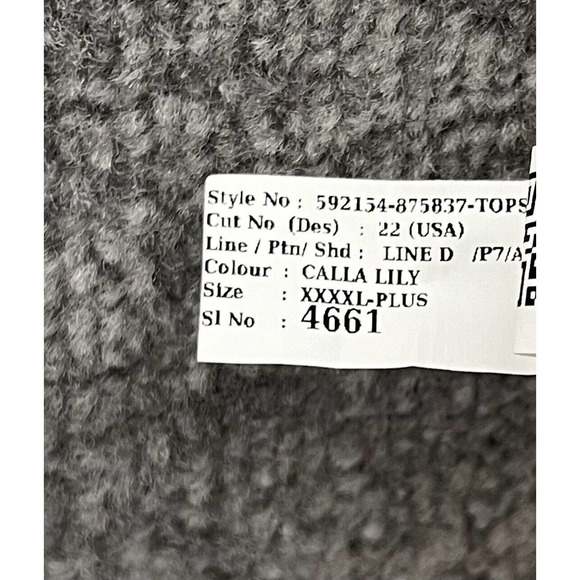 Style No : 592154-875837-TOPS
Cut No (Des) : 22 (USA)
Line / Ptn/ Shd : LINE D /P7/A
Colour : CALLA LILY
Size : XXXXL-PLUS
Sl No : 4661